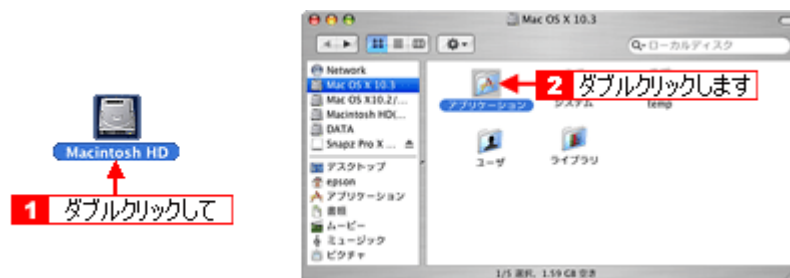 Macintosh HD
1 ダブルクリックして
Mac OS X 10.3
Q- ローカルディスク
Network
Mac OS X 10.3
Mac OS X10.2/...
Macintosh HD(...
DATA
Snapz Pro X ...
デスクトップ
epson
アプリケーション
書類
ムービー
ミュージック
ピクチャ
2 ダブルクリックします
アプリケーション
システム
temp
ユーザ
ライブラリ
1/5 選択、1.59 GB 空き